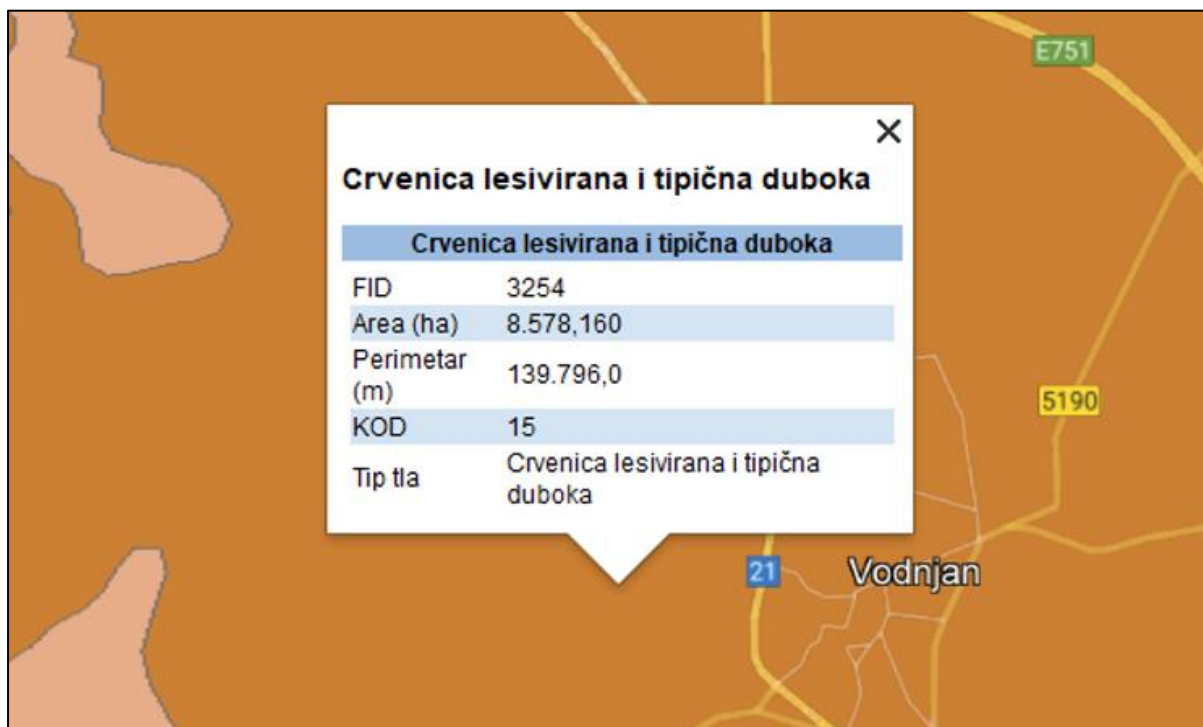 E751
Crvenica lesivirana i tipična duboka
Crvenica lesivirana i tipična duboka
FID 3254
Area (ha) 8.578,160
Perimetar
(m) 139.796,0
KOD 15
Tip tla Crvenica lesivirana i tipična
duboka
5190
21
Vodnjan